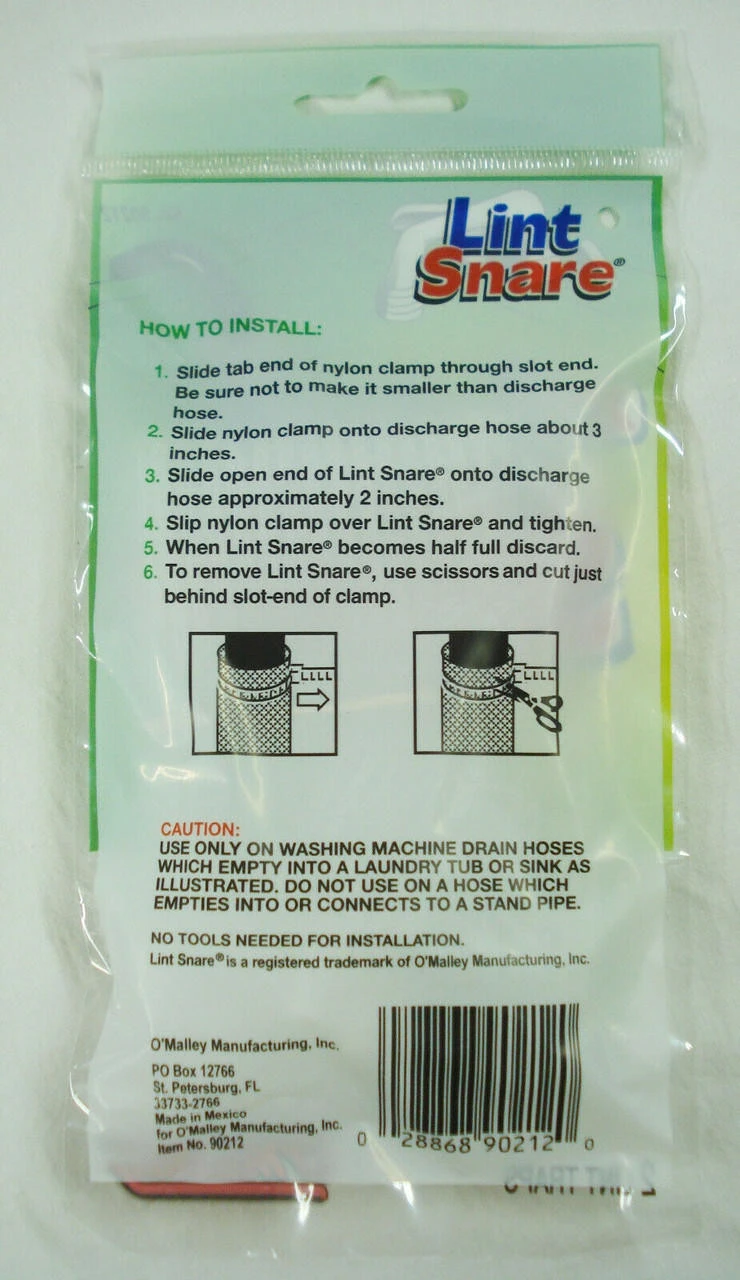 Lint
Snare®
HOW TO INSTALL:
1. Slide tab end of nylon clamp through slot end.
Be sure not to make it smaller than discharge
hose.
2. Slide nylon clamp onto discharge hose about 3
inches.
3. Slide open end of Lint Snare® onto discharge
hose approximately 2 inches.
4. Slip nylon clamp over Lint Snare® and tighten.
5. When Lint Snare® becomes half full discard.
6. To remove Lint Snare®, use scissors and cut just
behind slot-end of clamp.
CAUTION:
USE ONLY ON WASHING MACHINE DRAIN HOSES
WHICH EMPTY INTO A LAUNDRY TUB OR SINK AS
ILLUSTRATED. DO NOT USE ON A HOSE WHICH
EMPTIES INTO OR CONNECTS TO A STAND PIPE.
NO TOOLS NEEDED FOR INSTALLATION.
Lint Snare® is a registered trademark of O'Malley Manufacturing, Inc.
O'Malley Manufacturing, Inc.
PO Box 12766
St. Petersburg, FL
33733-2766
Made in Mexico
for O'Malley Manufacturing, Inc.
Item No. 90212
0 28868 90212 0
2 LINT TRAPS